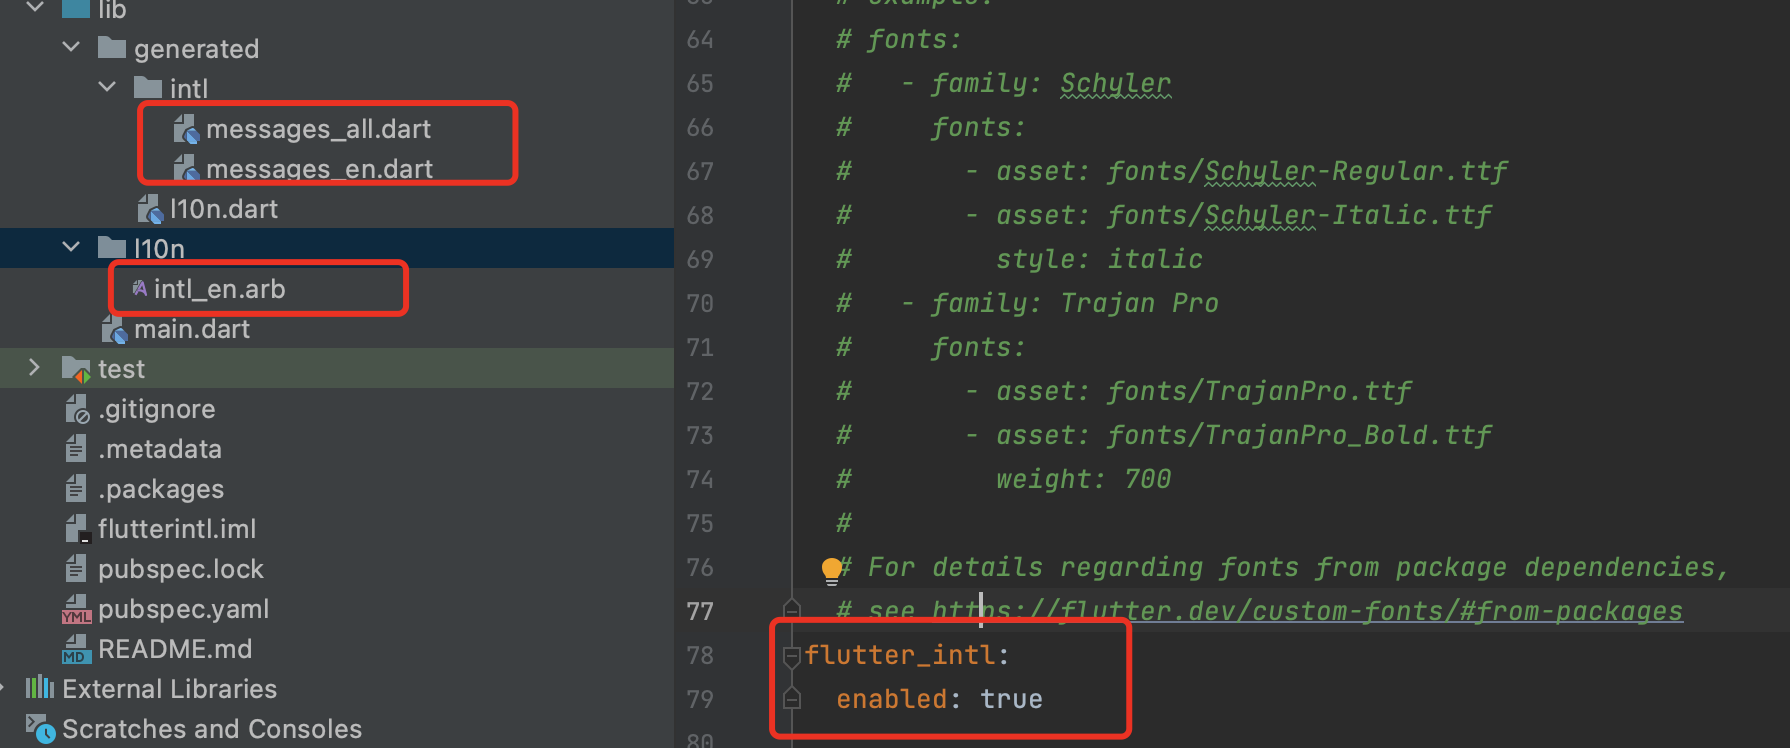 lib
generated
intl
messages_all.dart
messages_en.dart
l10n.dart
l10n
intl_en.arb
main.dart
test
.gitignore
.metadata
.packages
flutterintl.iml
pubspec.lock
YML pubspec.yaml
MD README.md
External Libraries
Scratches and Consoles
# example:
64 # fonts:
65 #   - family: Schyler
66 #     fonts:
67 #       - asset: fonts/Schyler-Regular.ttf
68 #       - asset: fonts/Schyler-Italic.ttf
69 #         style: italic
70 #   - family: Trajan Pro
71 #     fonts:
72 #       - asset: fonts/TrajanPro.ttf
73 #       - asset: fonts/TrajanPro_Bold.ttf
74 #         weight: 700
75 #
76 # For details regarding fonts from package dependencies,
77 # see https://flutter.dev/custom-fonts/#from-packages
78 flutter_intl:
79   enabled: true
80